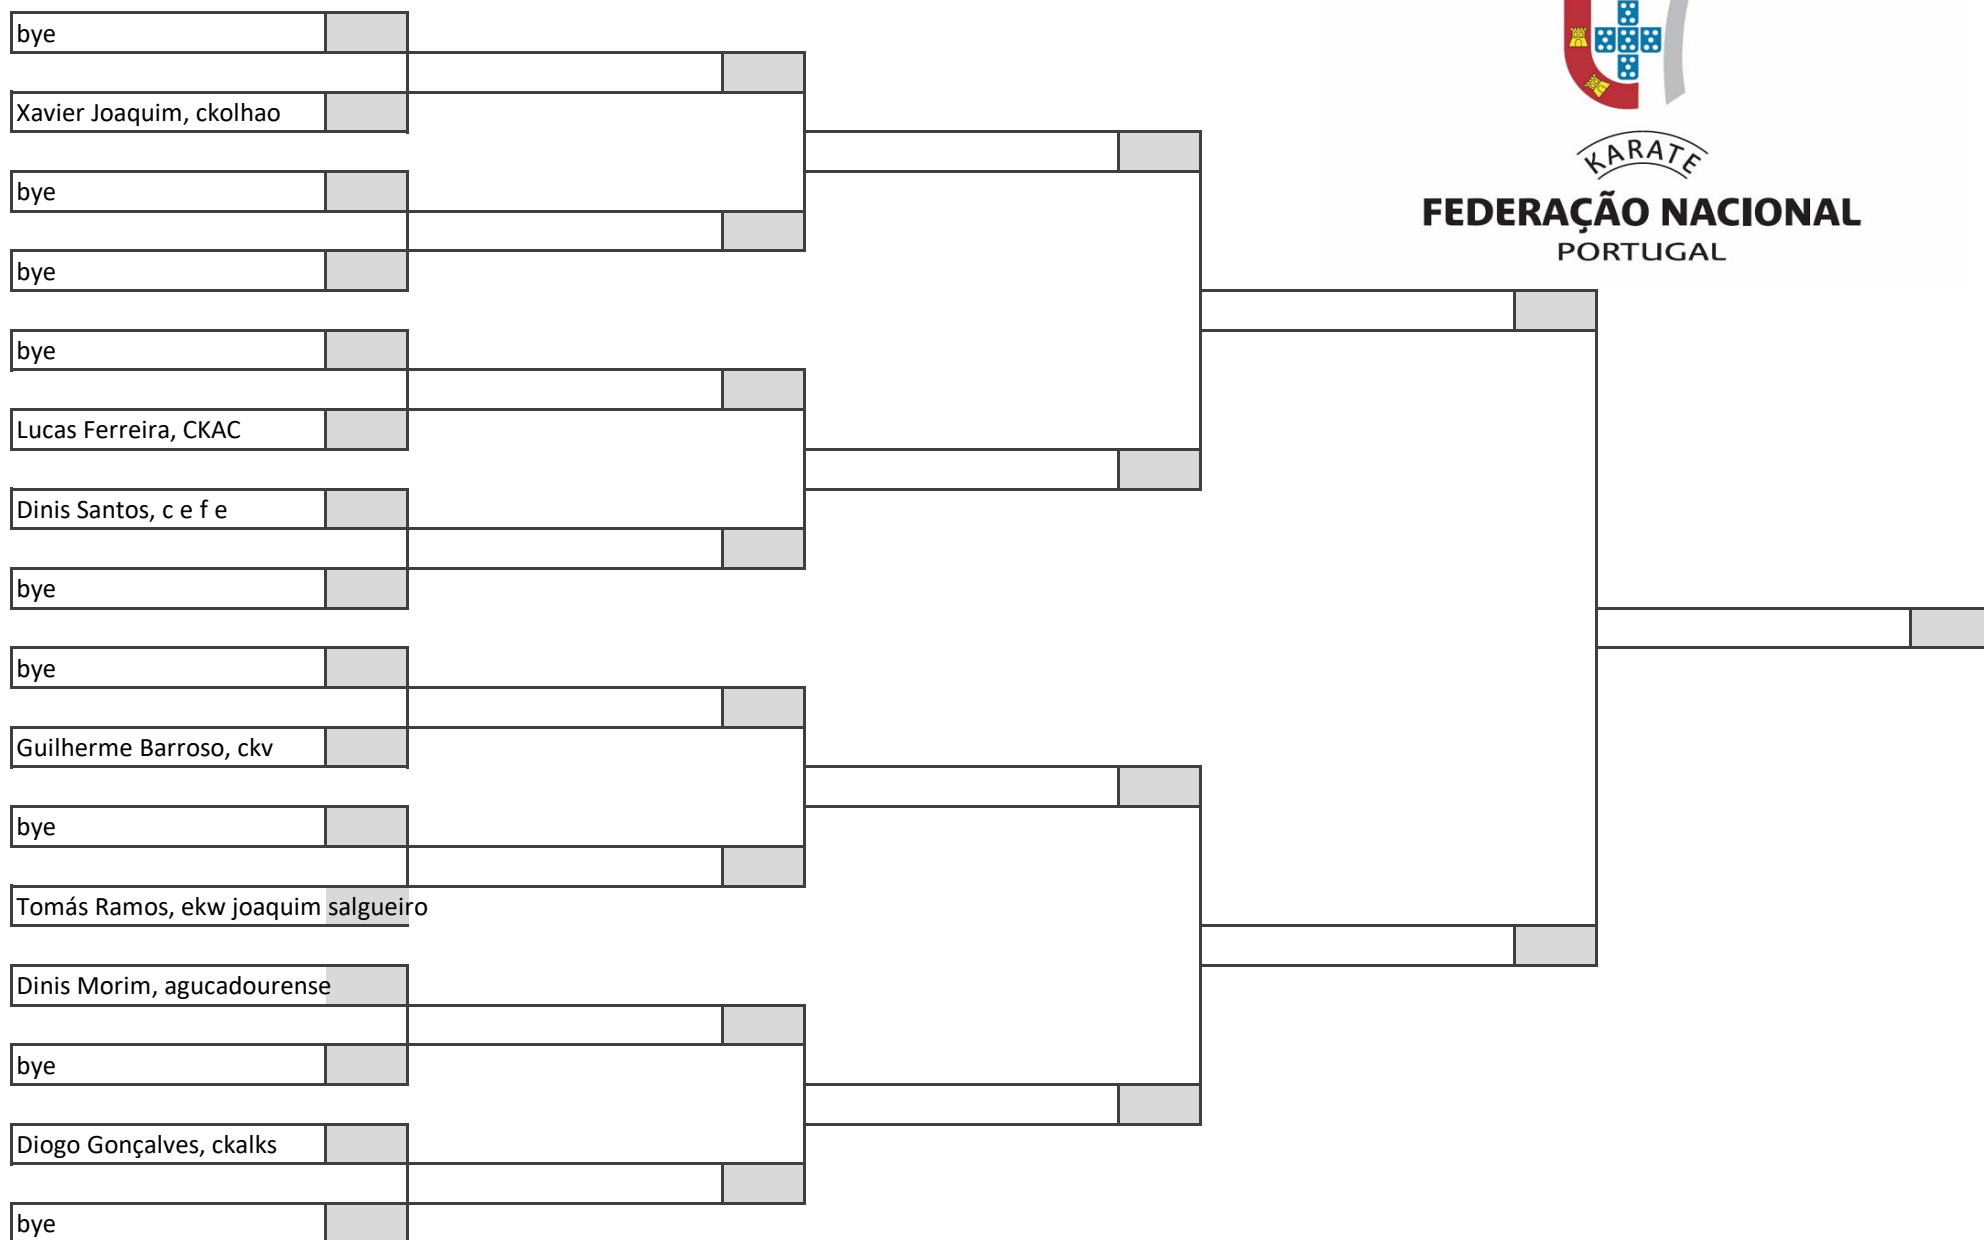 bye
Xavier Joaquim, ckolhao
bye
bye
bye
Lucas Ferreira, CKAC
Dinis Santos, c e f e
bye
bye
Guilherme Barroso, ckv
bye
Tomás Ramos, ekw joaquim salgueiro
Dinis Morim, agucadourense
bye
Diogo Gonçalves, ckalks
bye
KARATE
FEDERAÇÃO NACIONAL
PORTUGAL